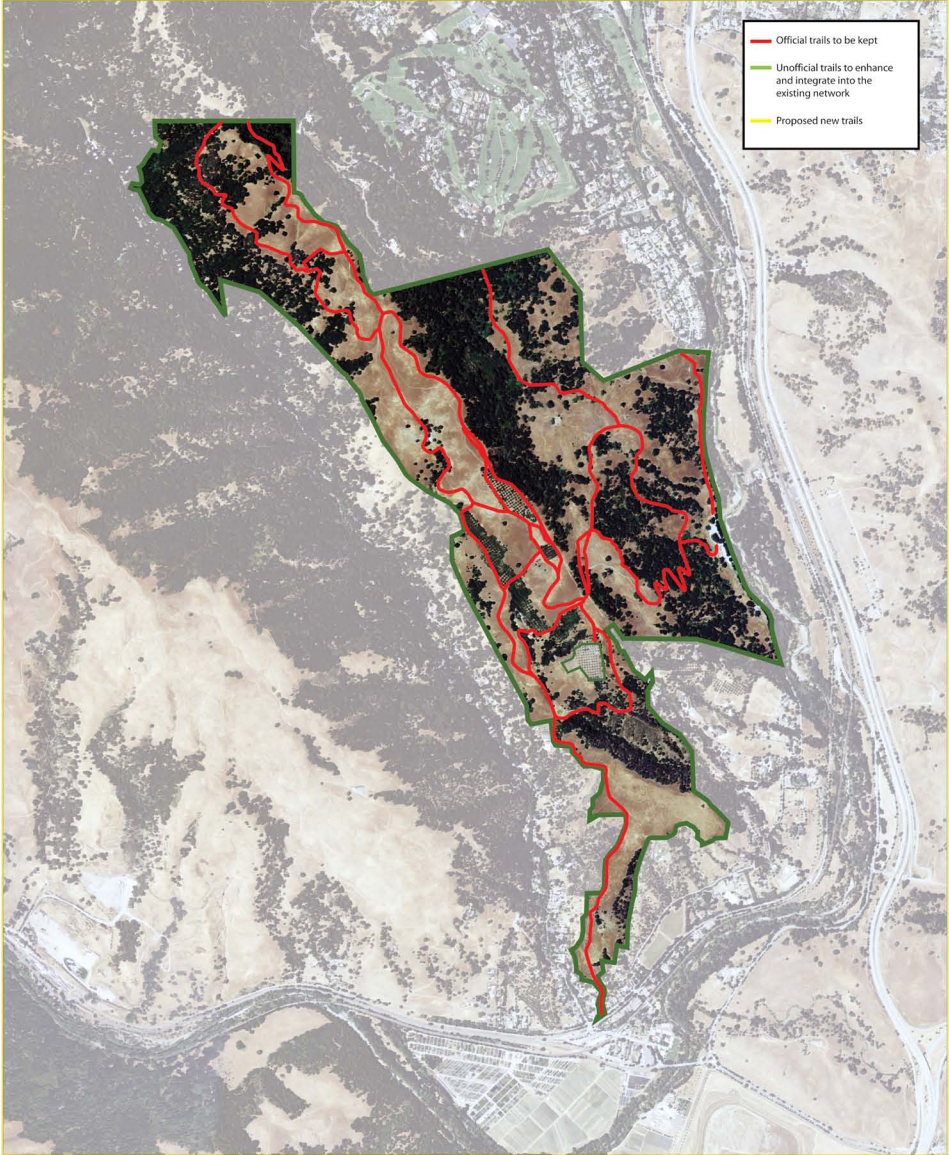 Official trails to be kept
Unofficial trails to enhance
and integrate into the
existing network
Proposed new trails